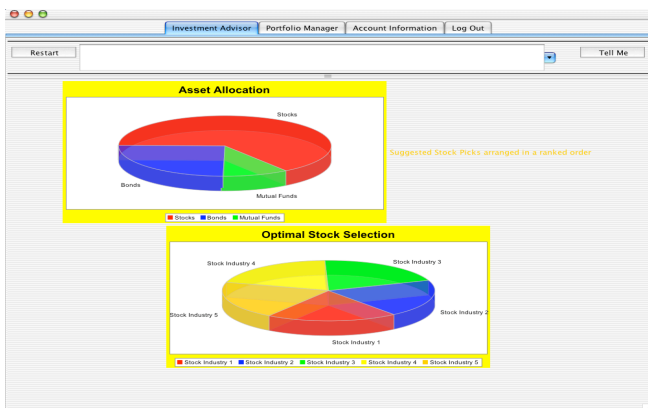 Investment Advisor Portfolio Manager Account Information Log Out
Restart Tell Me
Asset Allocation
Stocks
Bonds
Mutual Funds
Stocks Bonds Mutual Funds
Suggested Stock Picks arranged in a ranked order
Optimal Stock Selection
Stock Industry 4
Stock Industry 3
Stock Industry 5
Stock Industry 2
Stock Industry 1
Stock Industry 1 Stock Industry 2 Stock Industry 3 Stock Industry 4 Stock Industry 5